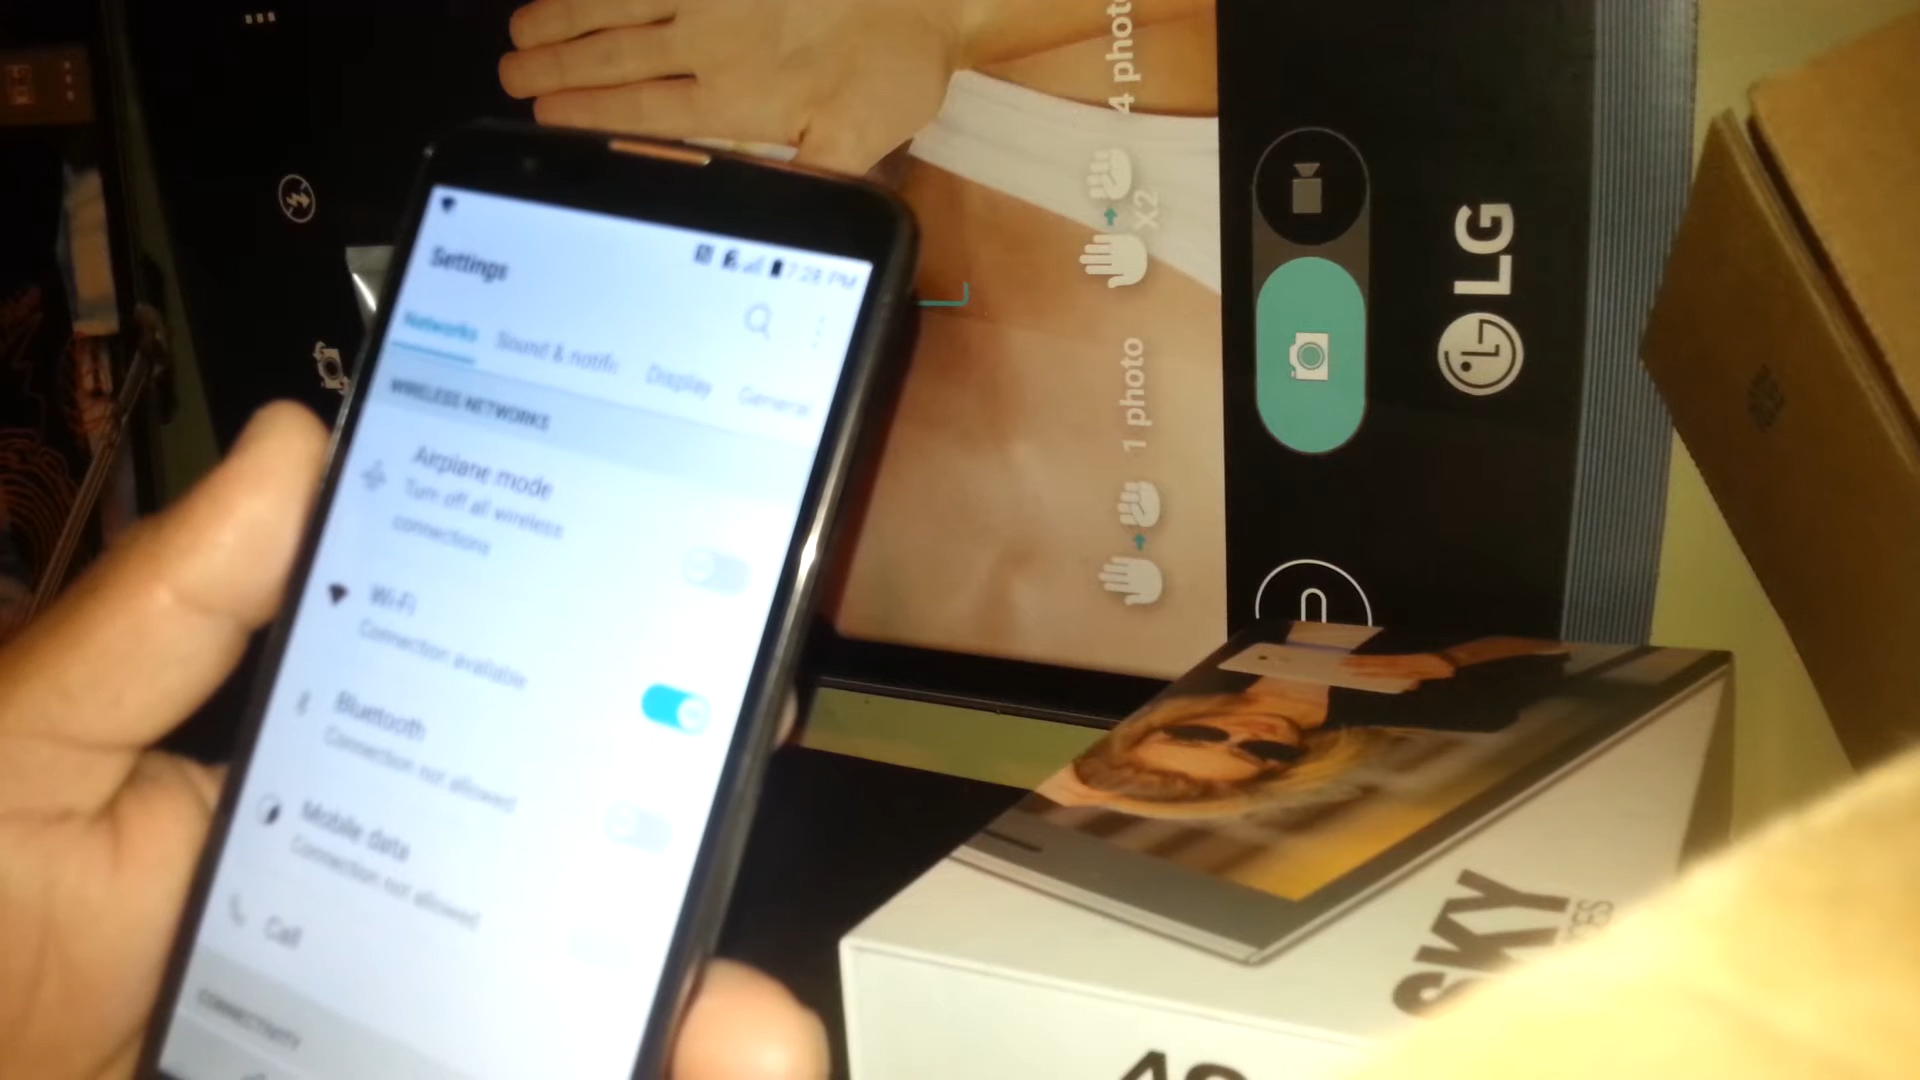 7:28 PM
Settings
Networks
Sound & notific
Display
General
WIRELESS NETWORKS
Airplane mode
Turn off all wireless
connections
Wi-Fi
Connection available
Bluetooth
Connection not allowed
Mobile data
Connection not allowed
Call
CONNECTIVITY
4 photo
X2
1 photo
LG
SKY